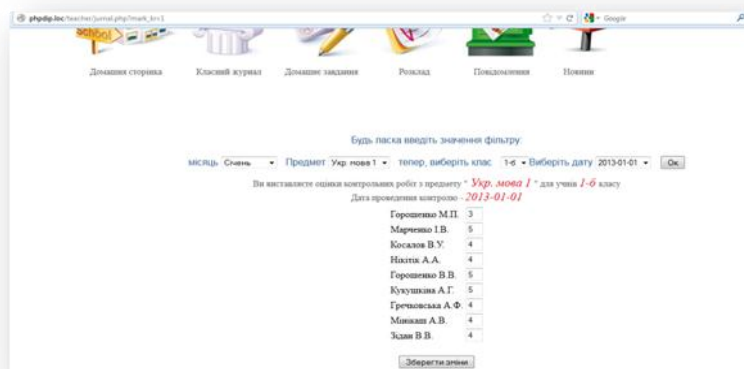 phpdip.loc/teacher/jurnal.php?mark_kr=1
Google
School
Домашня сторінка Класний журнал Домашнє завдання Розклад Повідомлення Новини
Будь ласка введіть значення фільтру:
місяць Січень Предмет Укр. мова 1 тепер, виберіть клас 1-б Виберіть дату 2013-01-01 Ок
Ви виставляєте оцінки контрольних робіт з предмету " Укр. мова 1 " для учнів 1-б класу
Дата проведення контролю - 2013-01-01
Горошенко М.П. 3
Марченко І.В. 5
Косалов В.У. 4
Нікітік А.А. 4
Горошенко В.В. 5
Кукушкіна А.Г. 5
Гречковська А.Ф. 4
Мінікаш А.В. 4
Зідан В.В. 4
Зберегти зміни